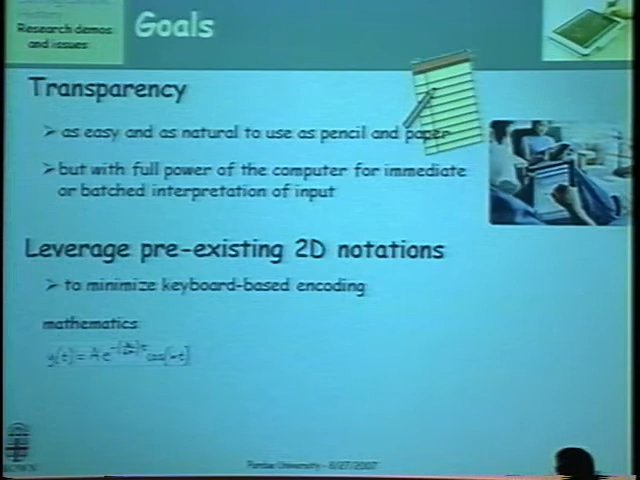 Research demos
and issues
Goals
Transparency
➢ as easy and as natural to use as pencil and paper
➢ but with full power of the computer for immediate
or batched interpretation of input
Leverage pre-existing 2D notations
➢ to minimize keyboard-based encoding
mathematics
Purdue University - 8/27/2007
BROWN